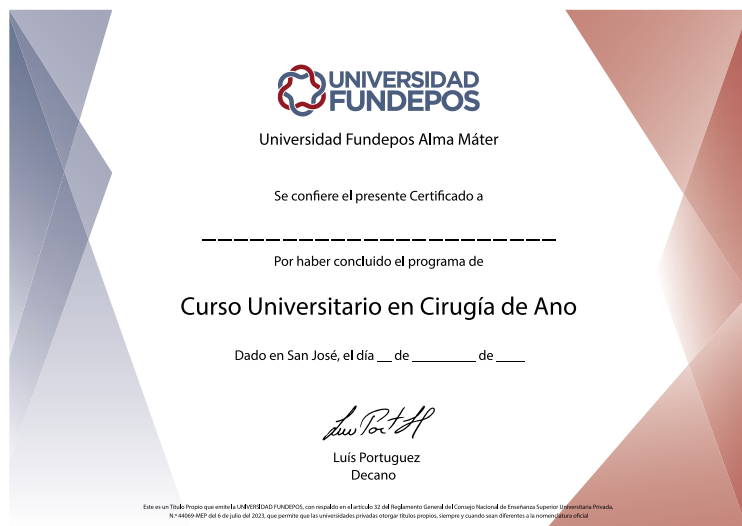 UNIVERSIDAD
FUNDEPOS
Universidad Fundepos Alma Máter
Se confiere el presente Certificado a
_ _ _ _ _ _ _ _ _ _ _ _ _ _ _ _ _ _ _ _ _ _
Por haber concluido el programa de
Curso Universitario en Cirugía de Ano
Dado en San José, el día __ de ________ de ____
Luís Portuguez
Decano
Este es un Título Propio que emite la UNIVERSIDAD FUNDEPOS, con respaldo en el artículo 32 del Reglamento General del Consejo Nacional de Enseñanza Superior Universitaria Privada,
N.º 44069-MEP del 6 de julio del 2023, que permite que las universidades privadas otorgar títulos propios, siempre y cuando sean diferentes a la nomenclatura oficial